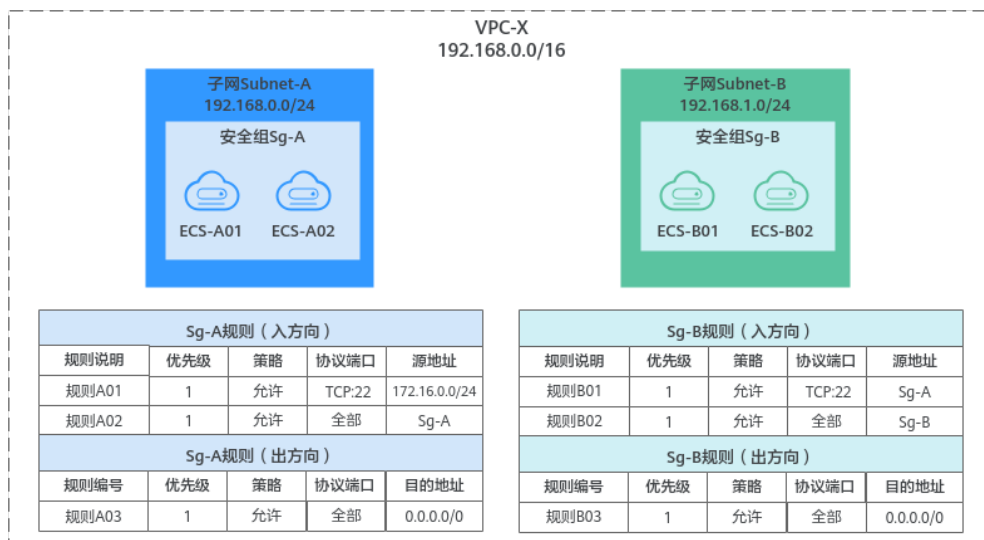 VPC-X
192.168.0.0/16
子网Subnet-A
192.168.0.0/24
安全组Sg-A
ECS-A01 ECS-A02
子网Subnet-B
192.168.1.0/24
安全组Sg-B
ECS-B01 ECS-B02
Sg-A规则（入方向）
规则说明 优先级 策略 协议端口 源地址
规则A01 1 允许 TCP:22 172.16.0.0/24
规则A02 1 允许 全部 Sg-A
Sg-A规则（出方向）
规则编号 优先级 策略 协议端口 目的地址
规则A03 1 允许 全部 0.0.0.0/0
Sg-B规则（入方向）
规则说明 优先级 策略 协议端口 源地址
规则B01 1 允许 TCP:22 Sg-A
规则B02 1 允许 全部 Sg-B
Sg-B规则（出方向）
规则编号 优先级 策略 协议端口 目的地址
规则B03 1 允许 全部 0.0.0.0/0